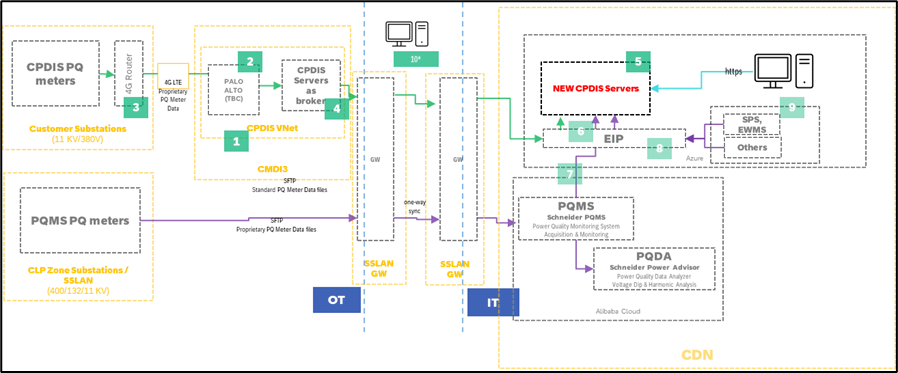 CPDIS PQ
meters
4G Router
3
Customer Substations
(11 KV/380V)
4G LTE
Proprietary
PQ Meter
Data
2
PALO
ALTO
(TBC)
CPDIS
Servers
as
broker
4
CPDIS VNet
1
CMDI3
SFTP
Standard PQ Meter Data files
10*
GW
GW
PQMS PQ meters
CLP Zone Substations /
SSLAN
(400/132/11 KV)
SFTP
Proprietary PQ Meter Data files
one-way
sync
SSLAN
GW
SSLAN
GW
OT
IT
5
NEW CPDIS Servers
https
6
EIP
8
9
SPS,
EWMS
Others
Azure
7
PQMS
Schneider PQMS
Power Quality Monitoring System
Acquisition & Monitoring
PQDA
Schneider Power Advisor
Power Quality Data Analyzer
Voltage Dip & Harmonic Analysis
Alibaba Cloud
CDN